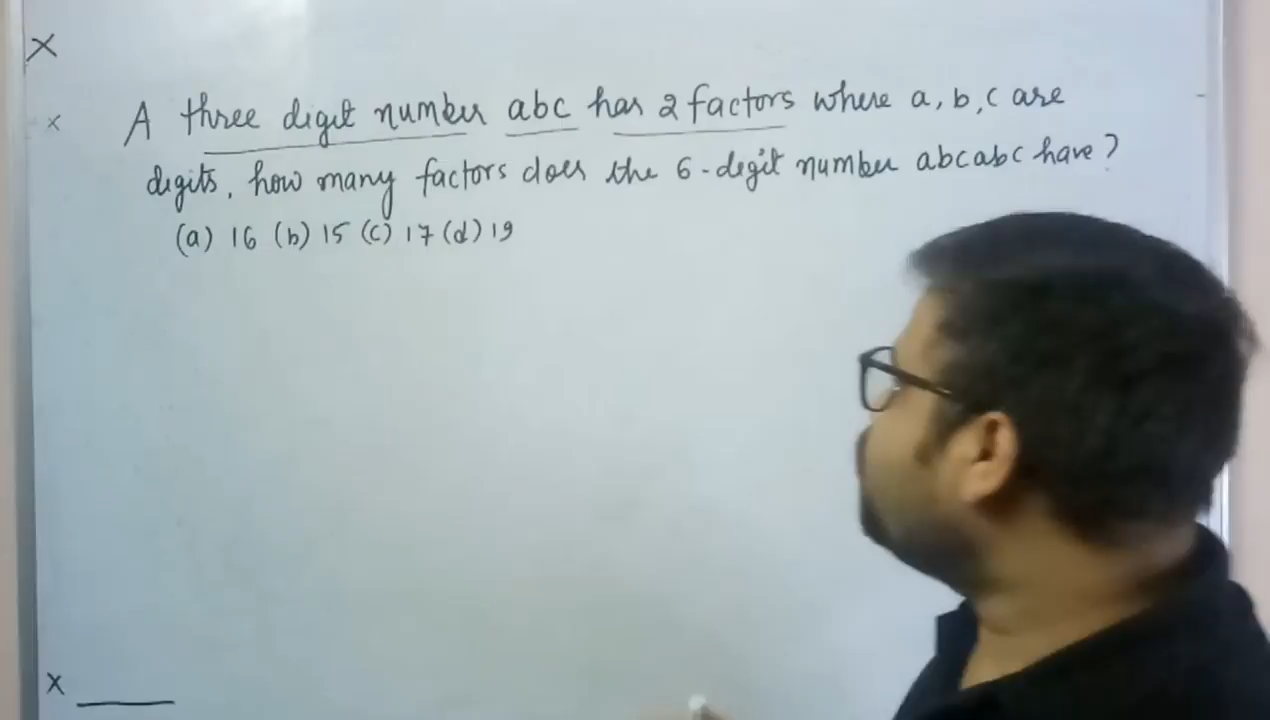 A three digit number abc has 2 factors where a, b, c are
digits, how many factors does the 6-digit number abcabc have?
(a) 16 (b) 15 (c) 17 (d) 19